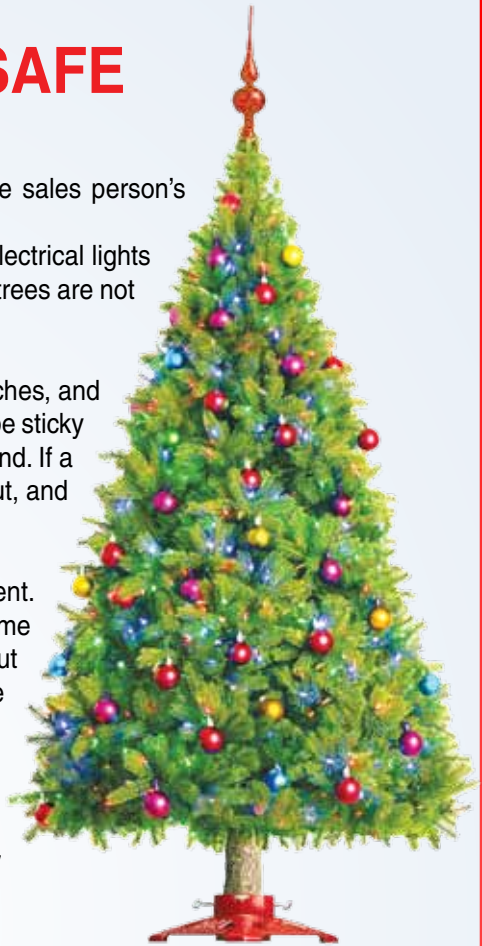 SAFE
e sales person's
lectrical lights
trees are not
ches, and
be sticky
nd. If a
ut, and
ent.
me
ut
e